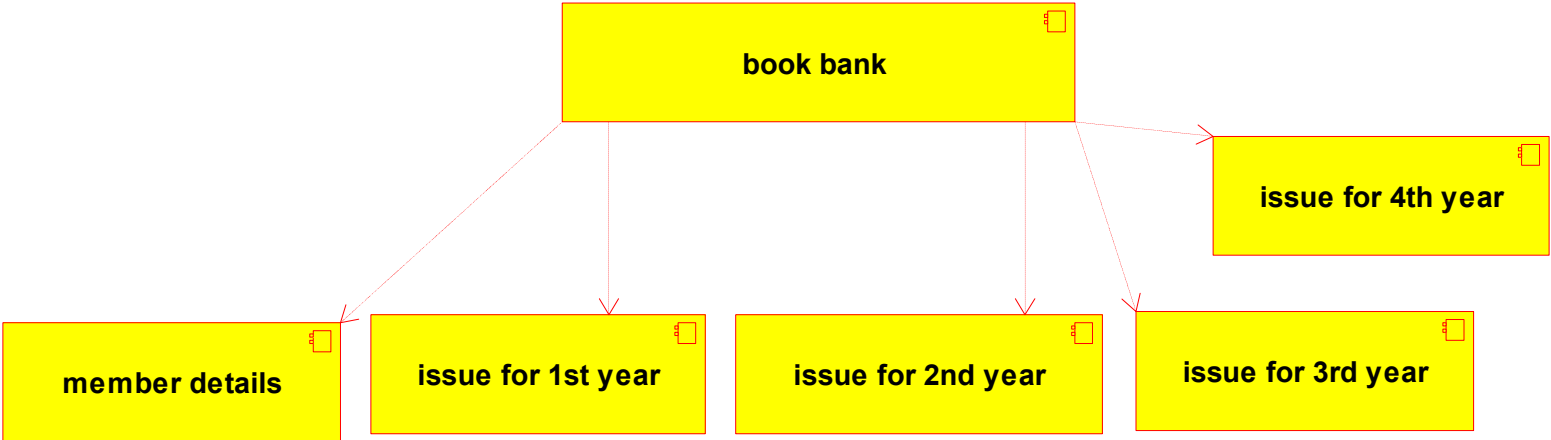 book bank
issue for 4th year
member details
issue for 1st year
issue for 2nd year
issue for 3rd year